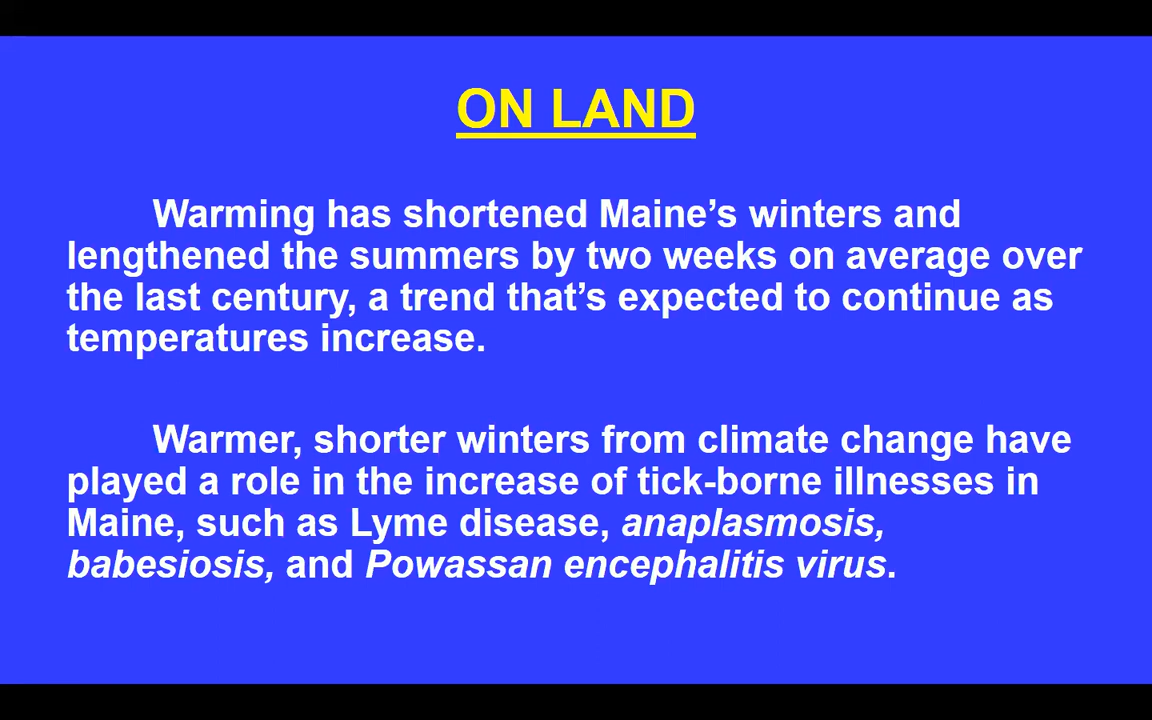 ON LAND
Warming has shortened Maine’s winters and
lengthened the summers by two weeks on average over
the last century, a trend that’s expected to continue as
temperatures increase.
Warmer, shorter winters from climate change have
played a role in the increase of tick-borne illnesses in
Maine, such as Lyme disease, anaplasmosis,
babesiosis, and Powassan encephalitis virus.